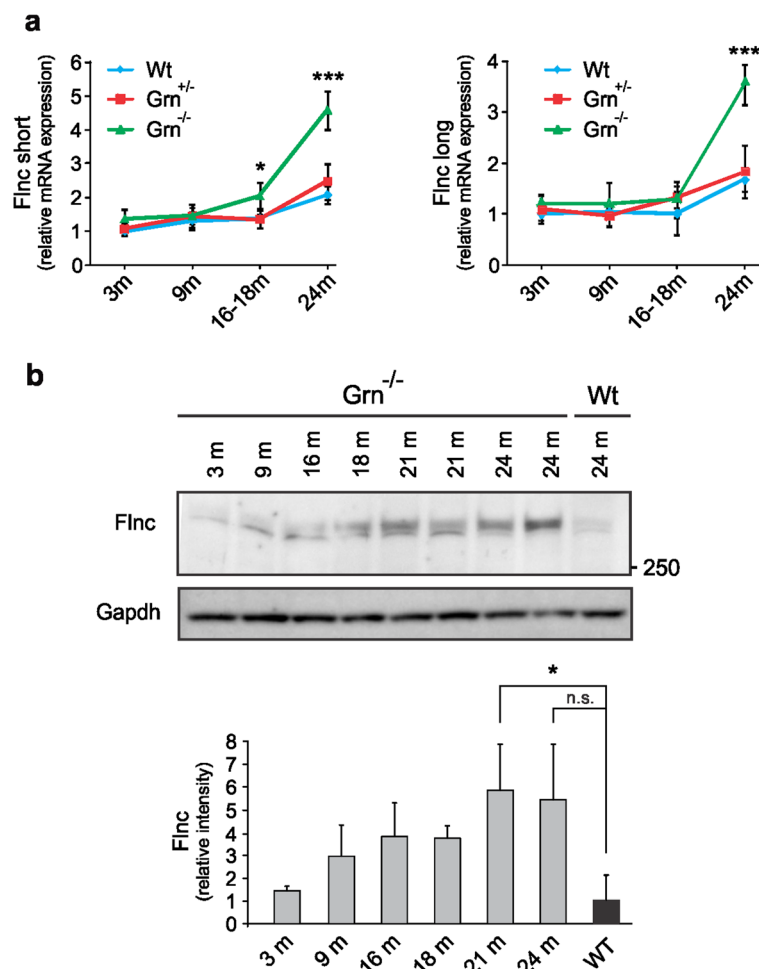 a
Flnc short
(relative mRNA expression)
6
5
4
3
2
1
0
Wt
Grn+/-
Grn-/-
*
***
3m
9m
16-18m
24m
Flnc long
(relative mRNA expression)
4
3
2
1
0
Wt
Grn+/-
Grn-/-
***
3m
9m
16-18m
24m
b
Grn-/-
Wt
3 m
9 m
16 m
18 m
21 m
21 m
24 m
24 m
24 m
Flnc
250
Gapdh
*
n.s.
Flnc
(relative intensity)
8
7
6
5
4
3
2
1
0
3 m
9 m
16 m
18 m
21 m
24 m
WT